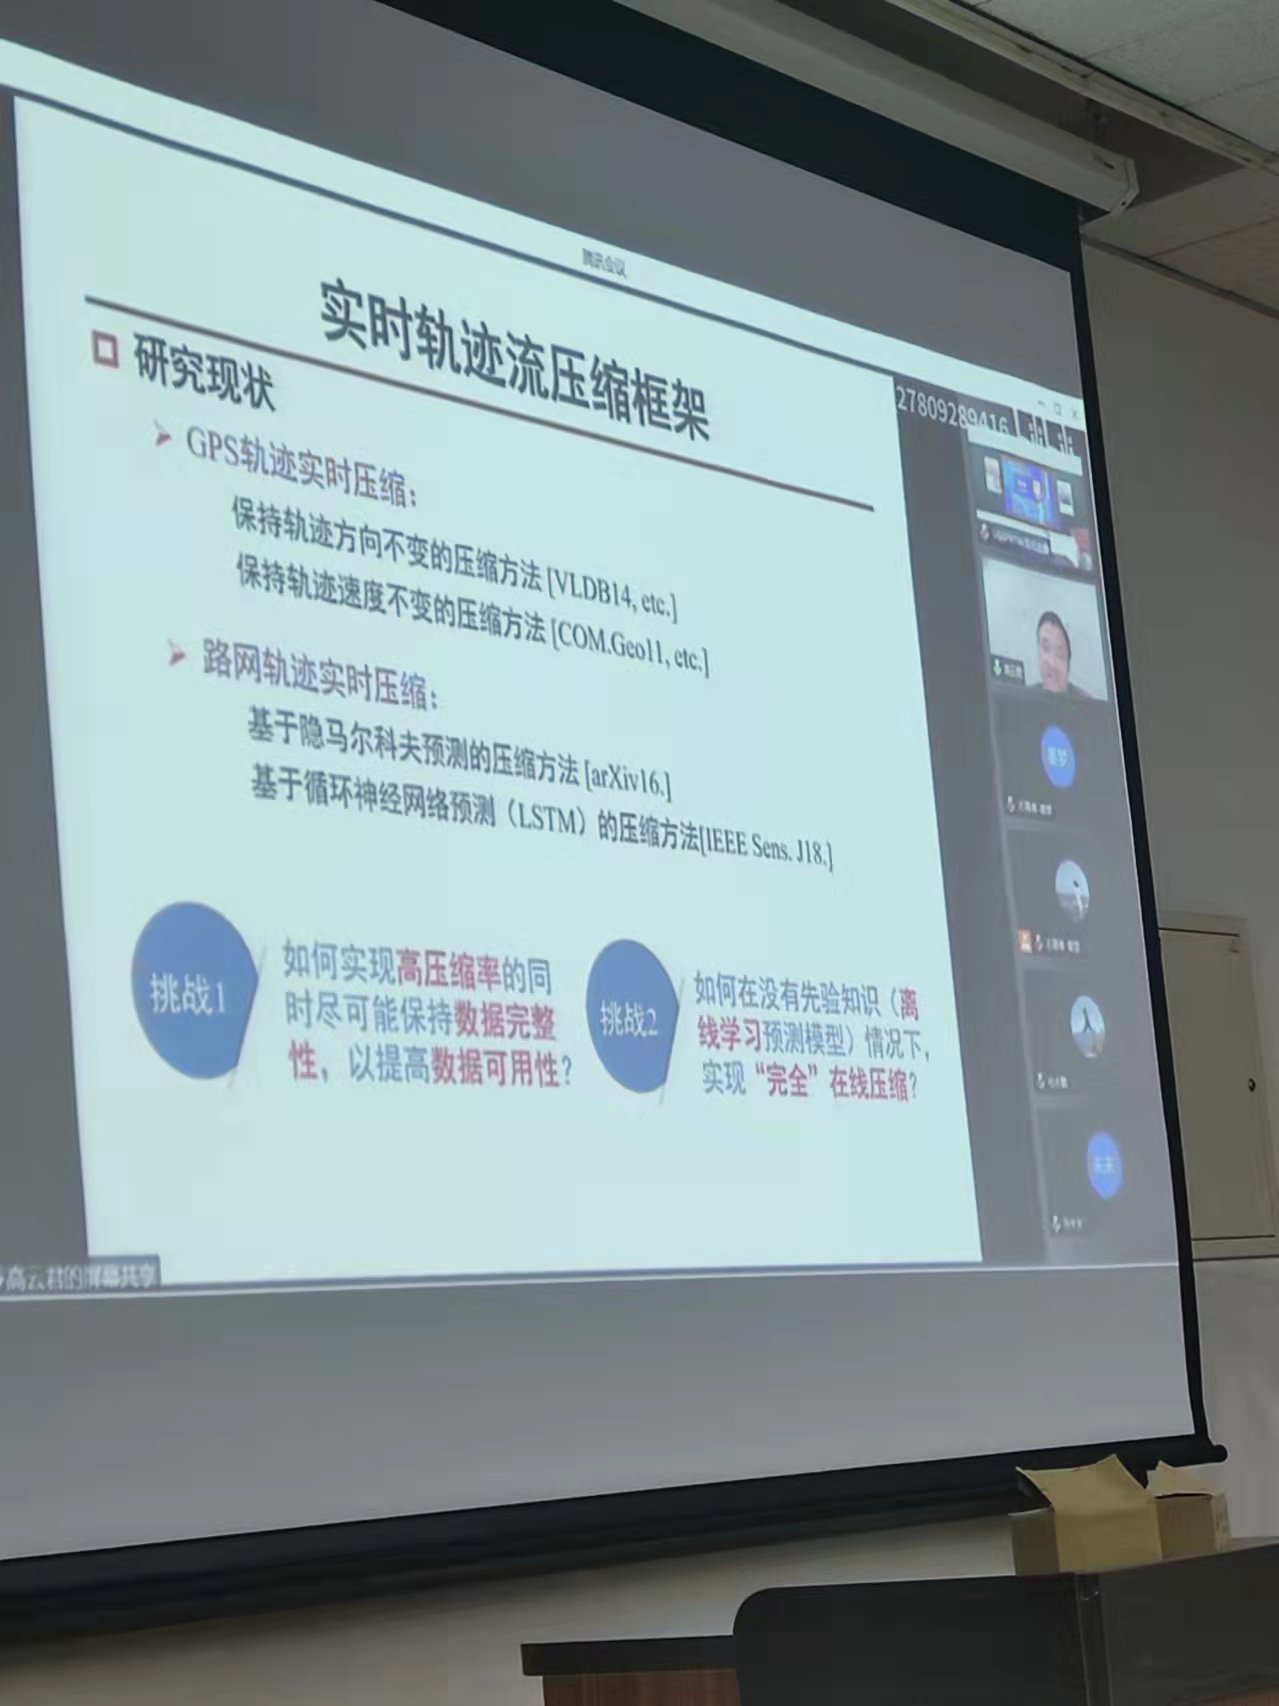 腾讯会议
实时轨迹流压缩框架
研究现状
GPS轨迹实时压缩：
保持轨迹方向不变的压缩方法 [VLDB14, etc.]
保持轨迹速度不变的压缩方法 [COM.Geo11, etc.]
路网轨迹实时压缩：
基于隐马尔科夫预测的压缩方法 [arXiv16.]
基于循环神经网络预测（LSTM）的压缩方法[IEEE Sens. J18.]
挑战1
如何实现高压缩率的同
时尽可能保持数据完整
性，以提高数据可用性？
挑战2
如何在没有先验知识（离
线学习预测模型）情况下，
实现“完全”在线压缩？
27809289416
的屏幕共享